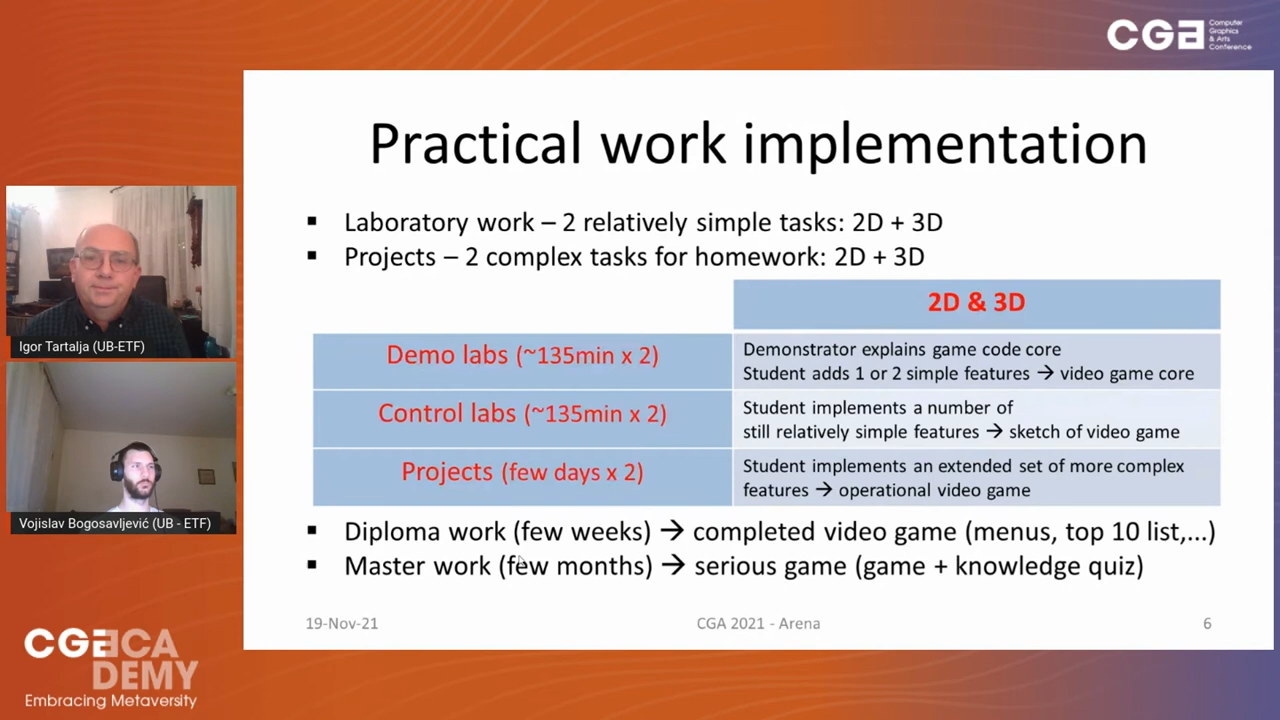 CGA Computer
Graphics
& Arts
Conference
Practical work implementation
▪ Laboratory work – 2 relatively simple tasks: 2D + 3D
▪ Projects – 2 complex tasks for homework: 2D + 3D
2D & 3D
Demo labs (~135min x 2)
Demonstrator explains game code core
Student adds 1 or 2 simple features → video game core
Control labs (~135min x 2)
Student implements a number of
still relatively simple features → sketch of video game
Projects (few days x 2)
Student implements an extended set of more complex
features → operational video game
▪ Diploma work (few weeks) → completed video game (menus, top 10 list,...)
▪ Master work (few months) → serious game (game + knowledge quiz)
19-Nov-21
CGA 2021 - Arena
6
Igor Tartalja (UB-ETF)
Vojislav Bogosavljević (UB - ETF)
CGEACA
DEMY
Embracing Metaversity